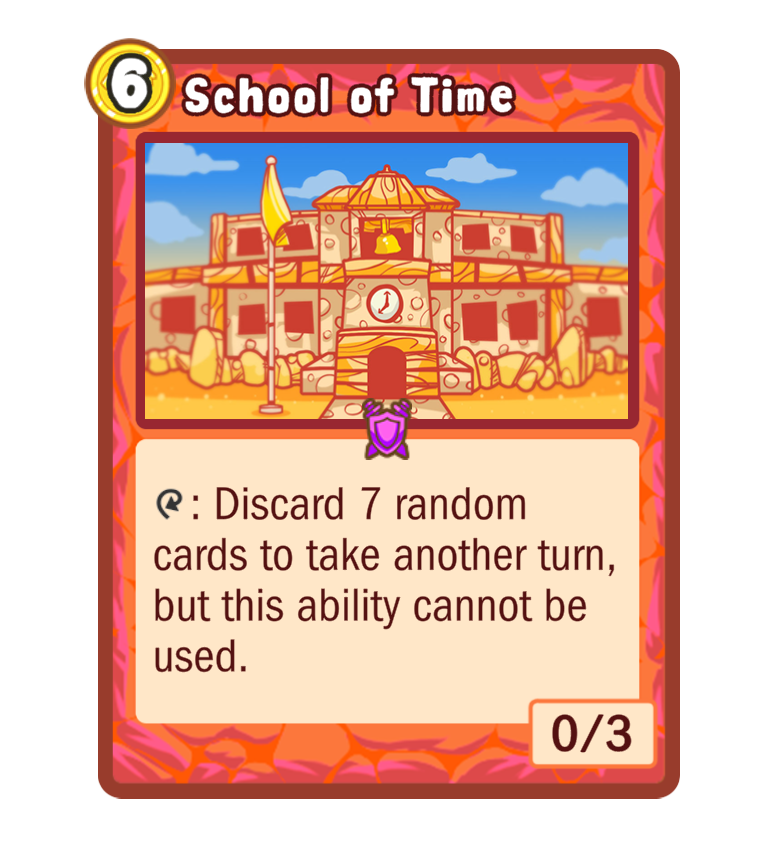 6
School of Time
: Discard 7 random
cards to take another turn,
but this ability cannot be
used.
0/3